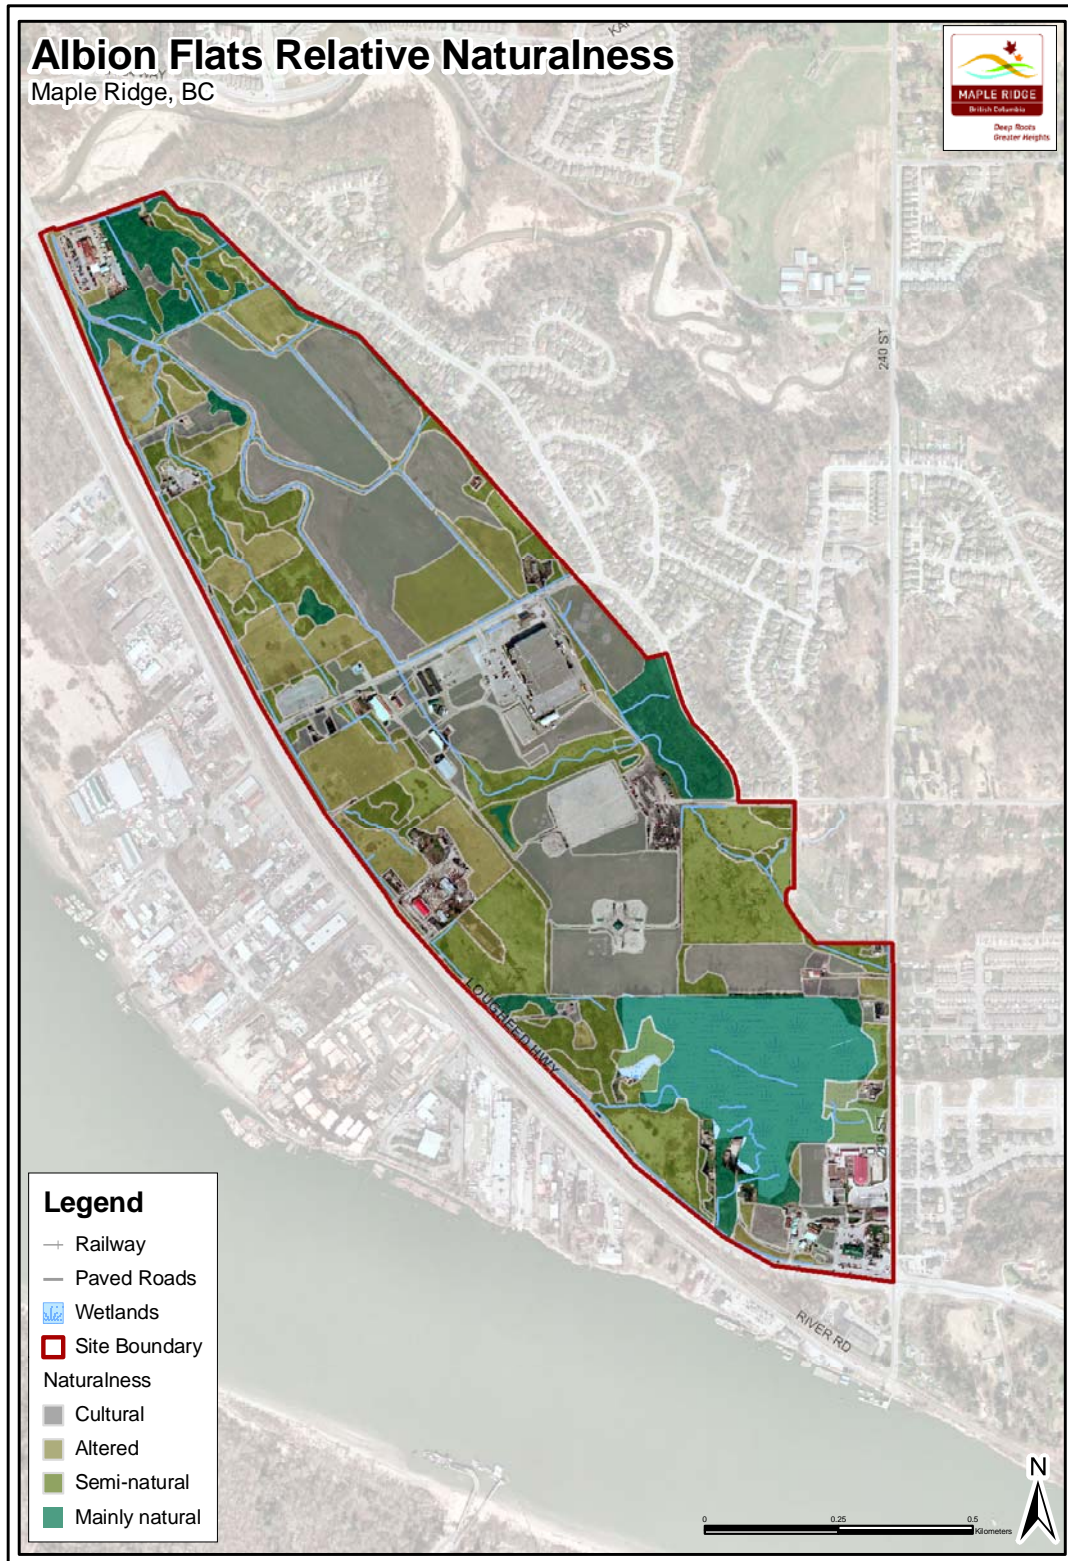 Albion Flats Relative Naturalness
Maple Ridge, BC
MAPLE RIDGE
British Columbia
Deep Roots
Greater Heights
240 ST
LOUGHEED HWY
RIVER RD
Legend
Railway
Paved Roads
Wetlands
Site Boundary
Naturalness
Cultural
Altered
Semi-natural
Mainly natural
N
0 0.25 0.5
Kilometers